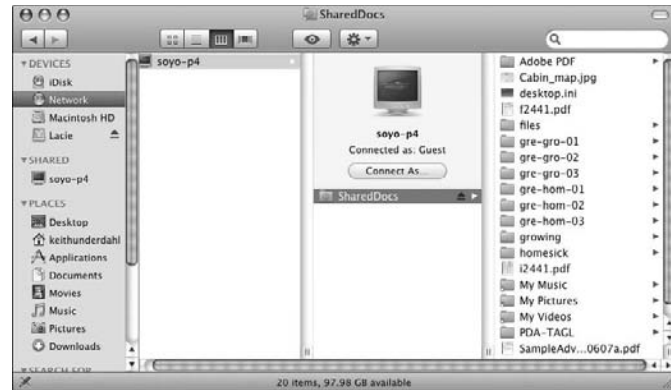 SharedDocs
DEVICES
iDisk
Network
Macintosh HD
Lacie
SHARED
soyo-p4
PLACES
Desktop
keithunderdahl
Applications
Documents
Movies
Music
Pictures
Downloads
SEARCH FOR
soyo-p4
soyo-p4
Connected as: Guest
Connect As...
SharedDocs
Adobe PDF
Cabin_map.jpg
desktop.ini
f2441.pdf
files
gre-gro-01
gre-gro-02
gre-gro-03
gre-hom-01
gre-hom-02
gre-hom-03
growing
homesick
i2441.pdf
My Music
My Pictures
My Videos
PDA-TAGL
SampleAdv...0607a.pdf
20 items, 97.98 GB available